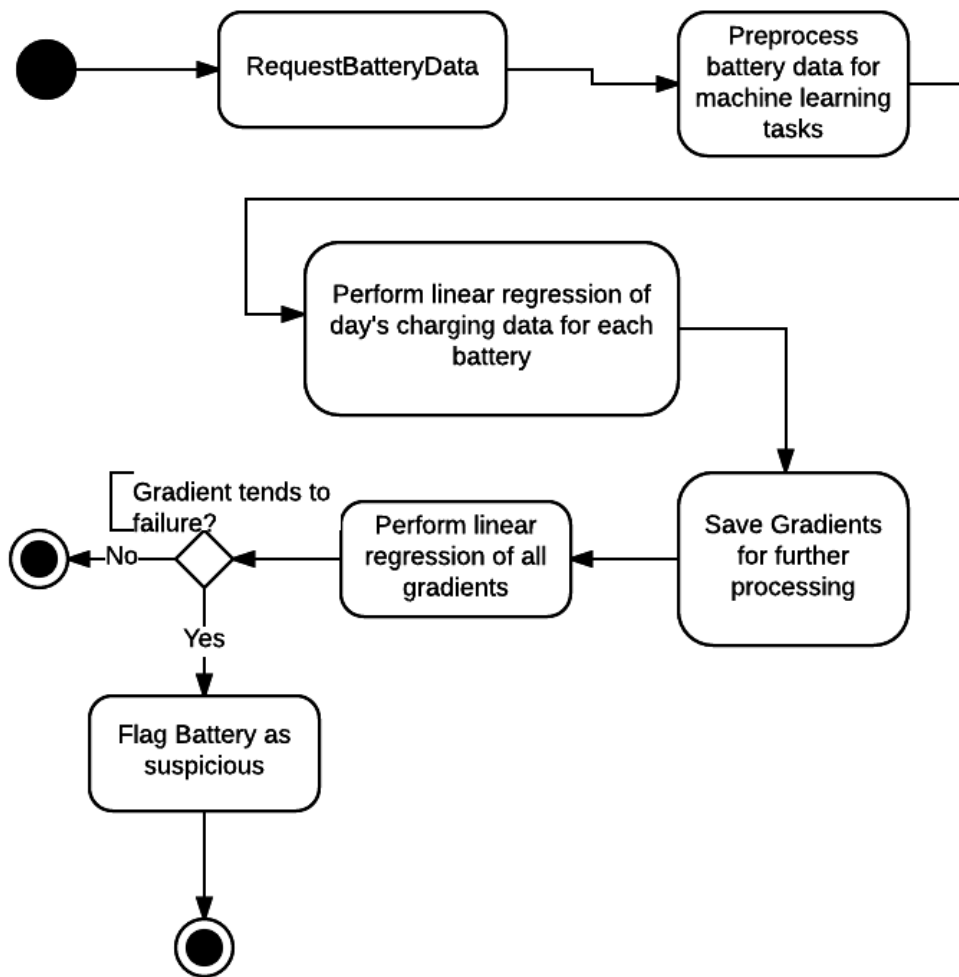 RequestBatteryData
Preprocess
battery data for
machine learning
tasks
Perform linear regression of
day's charging data for each
battery
Gradient tends to
failure?
No
Yes
Perform linear
regression of all
gradients
Save Gradients
for further
processing
Flag Battery as
suspicious